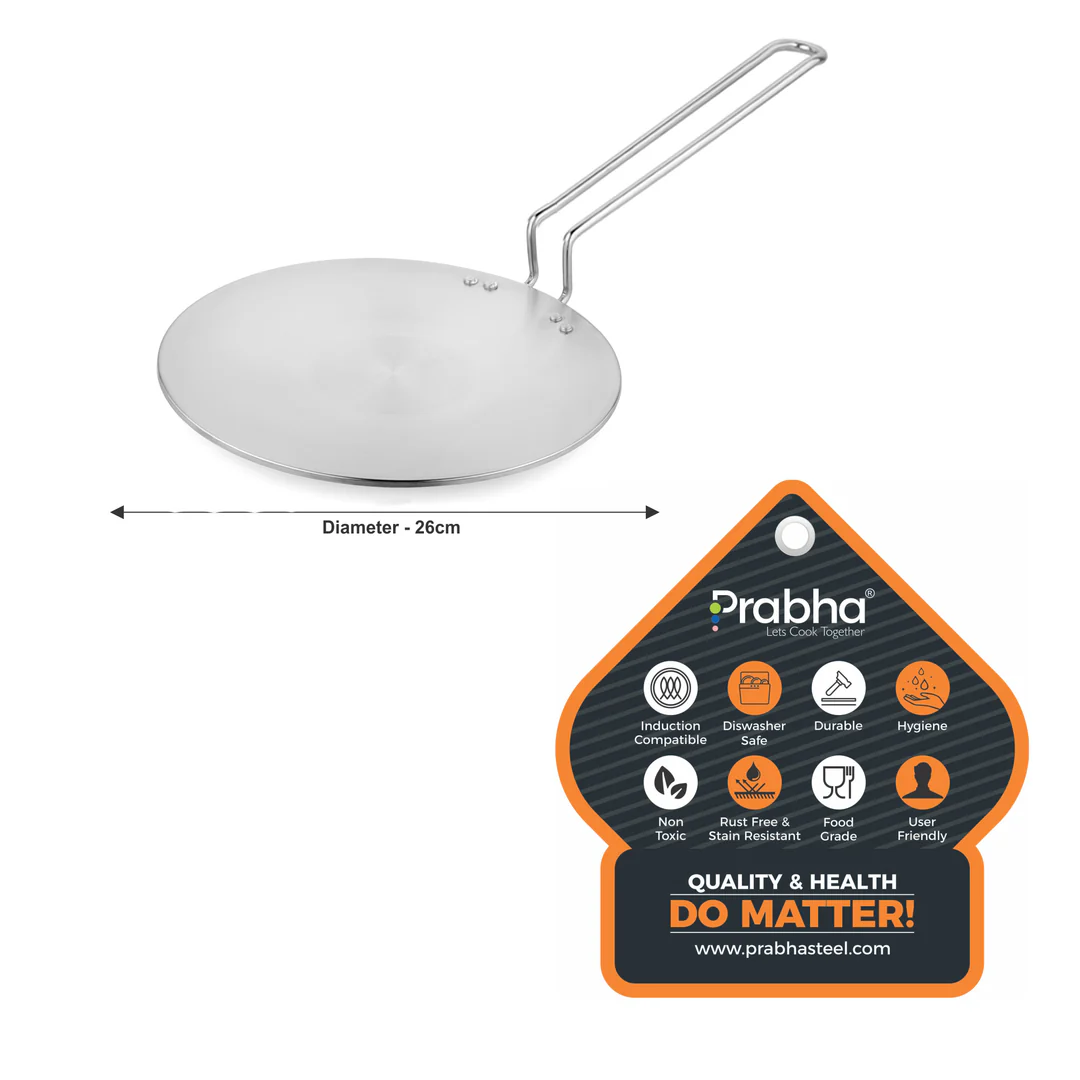 Diameter - 26cm
Prabha®
Lets Cook Together
Induction Compatible
Diswasher Safe
Durable
Hygiene
Non Toxic
Rust Free & Stain Resistant
Food Grade
User Friendly
QUALITY & HEALTH
DO MATTER!
www.prabhasteel.com